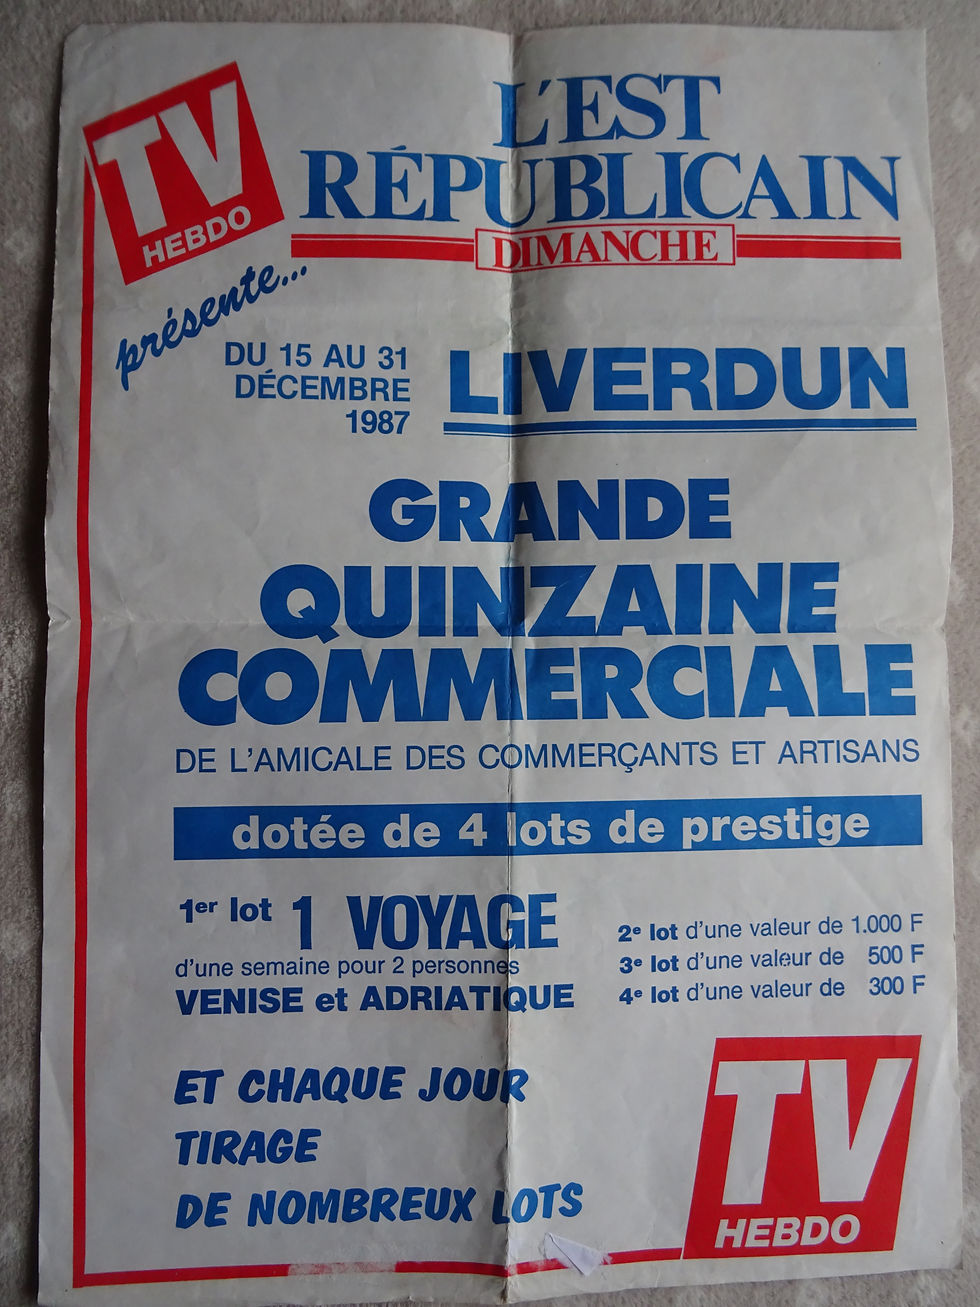 TV
HEBDO
L'EST
RÉPUBLICAIN
DIMANCHE
présente...
DU 15 AU 31
DÉCEMBRE
1987
LIVERDUN
GRANDE
QUINZAINE
COMMERCIALE
DE L'AMICALE DES COMMERÇANTS ET ARTISANS
dotée de 4 lots de prestige
1er lot 1 VOYAGE
d'une semaine pour 2 personnes
VENISE et ADRIATIQUE
2e lot d'une valeur de 1.000 F
3e lot d'une valeur de 500 F
4e lot d'une valeur de 300 F
ET CHAQUE JOUR
TIRAGE
DE NOMBREUX LOTS
TV
HEBDO